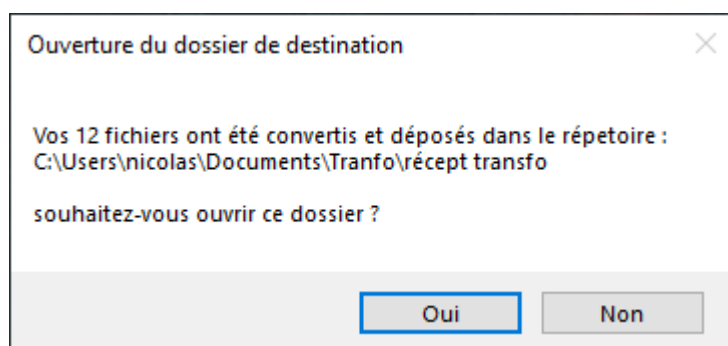 Ouverture du dossier de destination
Vos 12 fichiers ont été convertis et déposés dans le répetoire :
C:\Users\nicolas\Documents\Tranfo\récept transfo
souhaitez-vous ouvrir ce dossier ?
Oui
Non